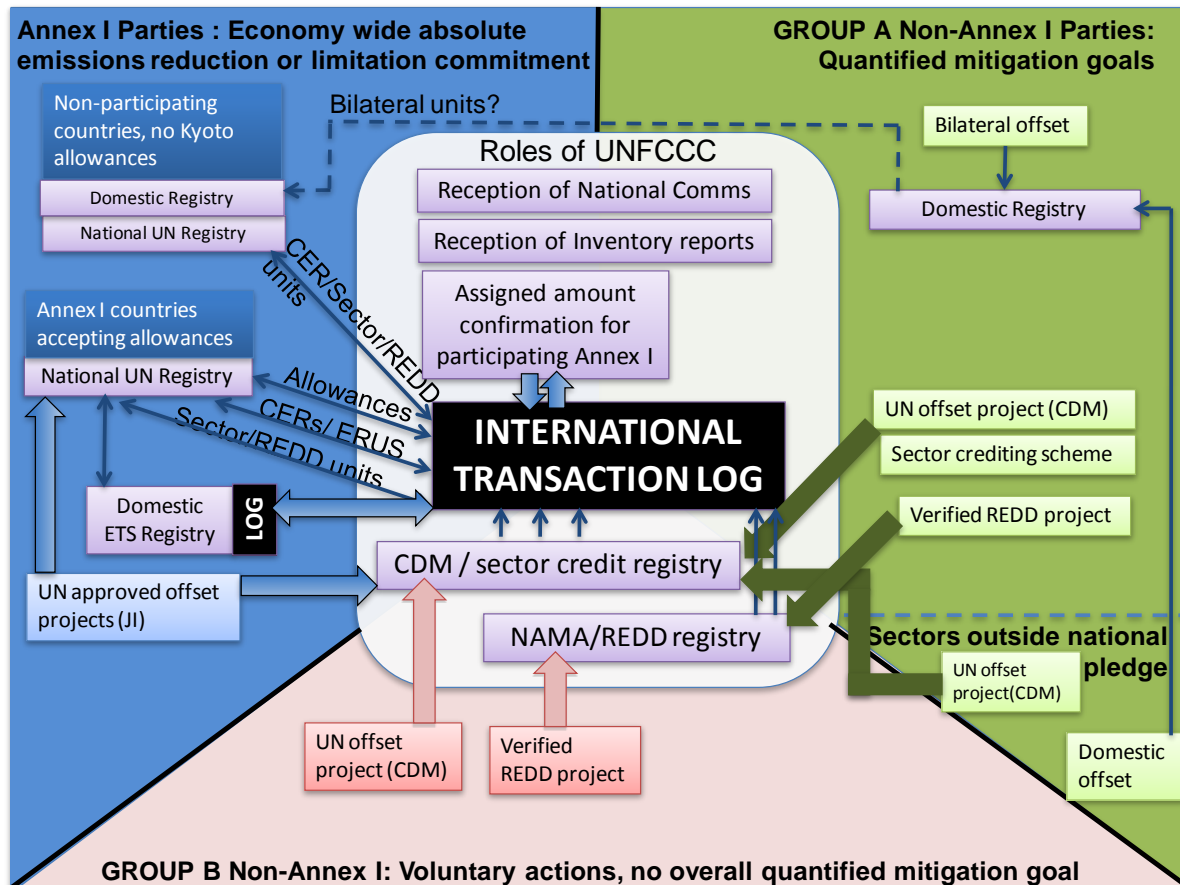 Annex I Parties : Economy wide absolute
emissions reduction or limitation commitment
GROUP A Non-Annex I Parties:
Quantified mitigation goals
Non-participating
countries, no Kyoto
allowances
Domestic Registry
National UN Registry
Bilateral units?
Bilateral offset
Domestic Registry
Roles of UNFCCC
Reception of National Comms
Reception of Inventory reports
Assigned amount
confirmation for
participating Annex I
CER/Sector/REDD
units
Annex I countries
accepting allowances
National UN Registry
Allowances
CERs/ ERUS
Sector/REDD units
INTERNATIONAL
TRANSACTION LOG
UN offset project (CDM)
Sector crediting scheme
Verified REDD project
Domestic
ETS Registry
LOG
CDM / sector credit registry
UN approved offset
projects (JI)
NAMA/REDD registry
Sectors outside national
pledge
UN offset
project(CDM)
UN offset
project (CDM)
Verified
REDD project
Domestic
offset
GROUP B Non-Annex I: Voluntary actions, no overall quantified mitigation goal